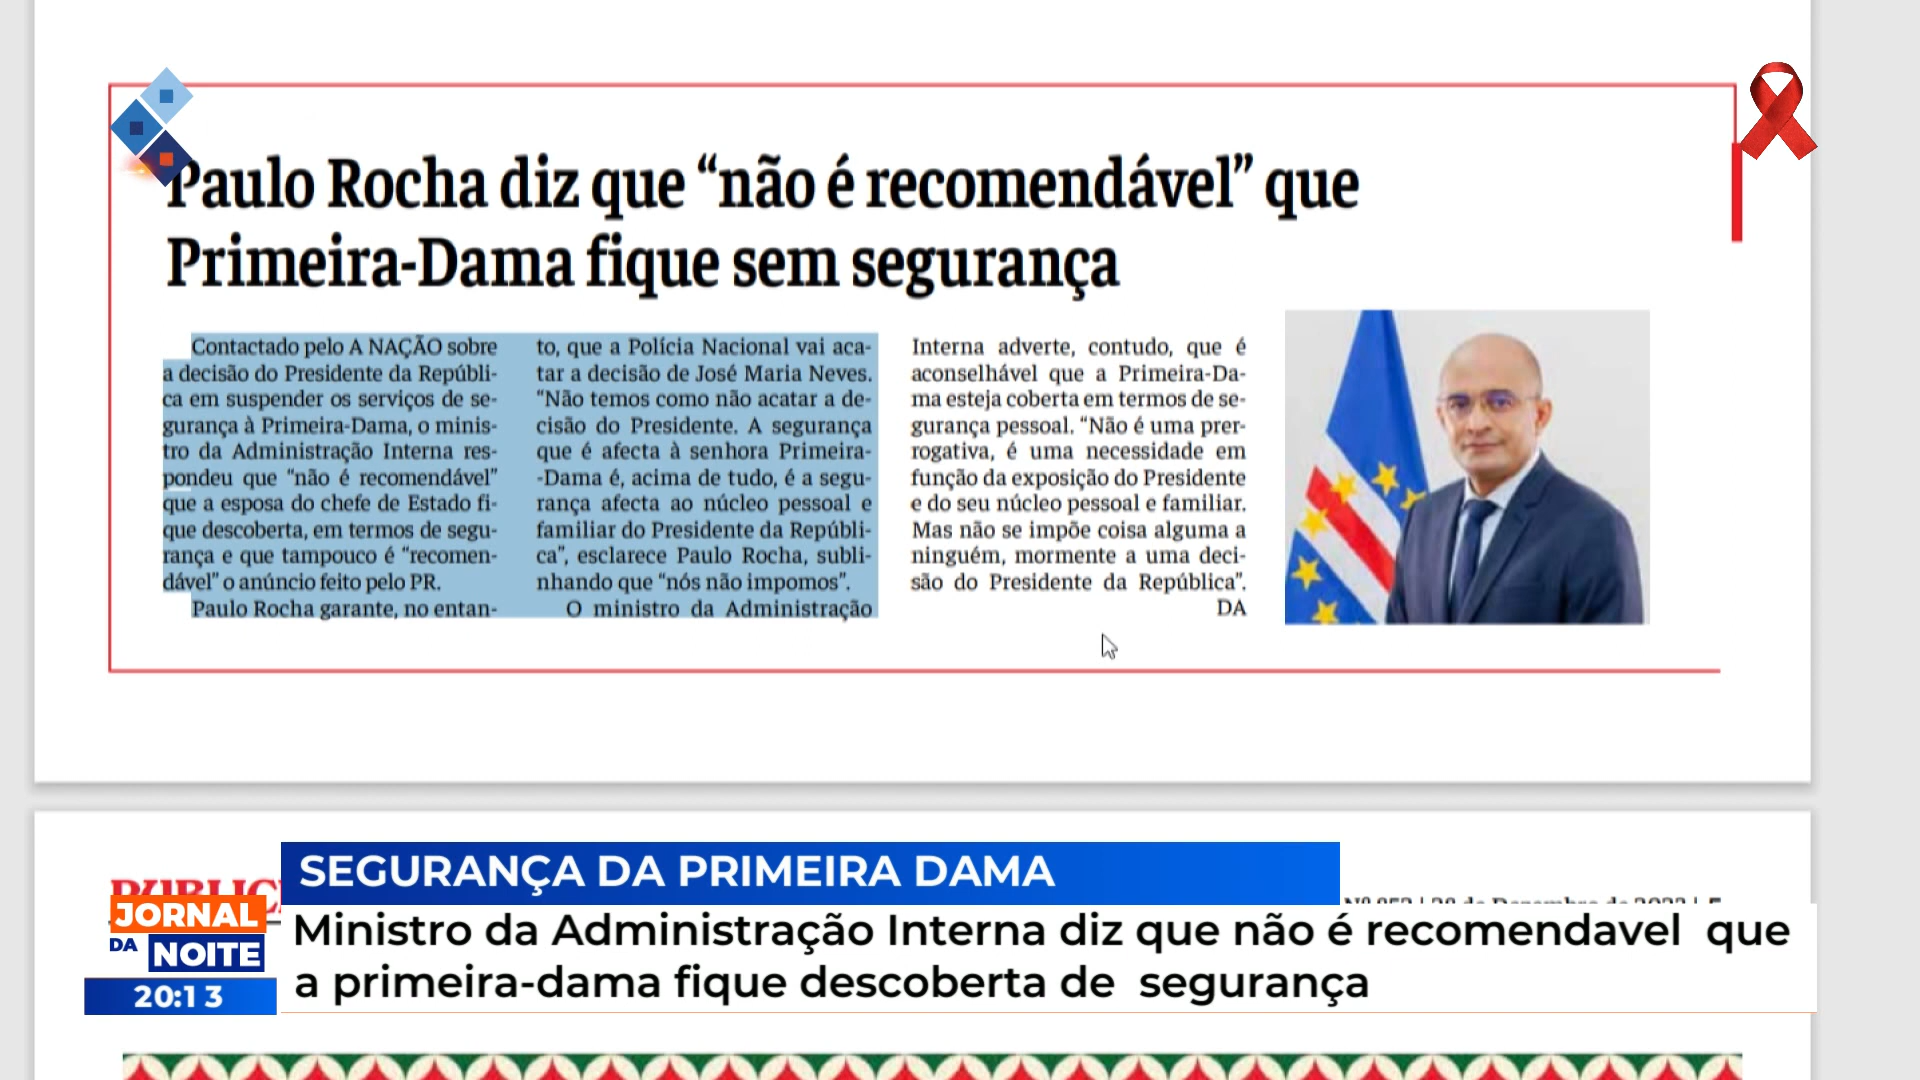 Paulo Rocha diz que “não é recomendável” que
Primeira-Dama fique sem segurança
Contactado pelo A NAÇÃO sobre
a decisão do Presidente da Repúbli-
ca em suspender os serviços de se-
gurança à Primeira-Dama, o minis-
tro da Administração Interna res-
pondeu que “não é recomendável”
que a esposa do chefe de Estado fi-
que descoberta, em termos de segu-
rança e que tampouco é “recomen-
dável” o anúncio feito pelo PR.
Paulo Rocha garante, no entan-
to, que a Polícia Nacional vai aca-
tar a decisão de José Maria Neves.
“Não temos como não acatar a de-
cisão do Presidente. A segurança
que é afecta à senhora Primeira-
-Dama é, acima de tudo, é a segu-
rança afecta ao núcleo pessoal e
familiar do Presidente da Repúbli-
ca”, esclarece Paulo Rocha, subli-
nhando que “nós não impomos”.
O ministro da Administração
Interna adverte, contudo, que é
aconselhável que a Primeira-Da-
ma esteja coberta em termos de se-
gurança pessoal. “Não é uma prer-
rogativa, é uma necessidade em
função da exposição do Presidente
e do seu núcleo pessoal e familiar.
Mas não se impõe coisa alguma a
ninguém, mormente a uma deci-
são do Presidente da República”.
DA
SEGURANÇA DA PRIMEIRA DAMA
Ministro da Administração Interna diz que não é recomendavel que
a primeira-dama fique descoberta de segurança
JORNAL
DA NOITE
20:13